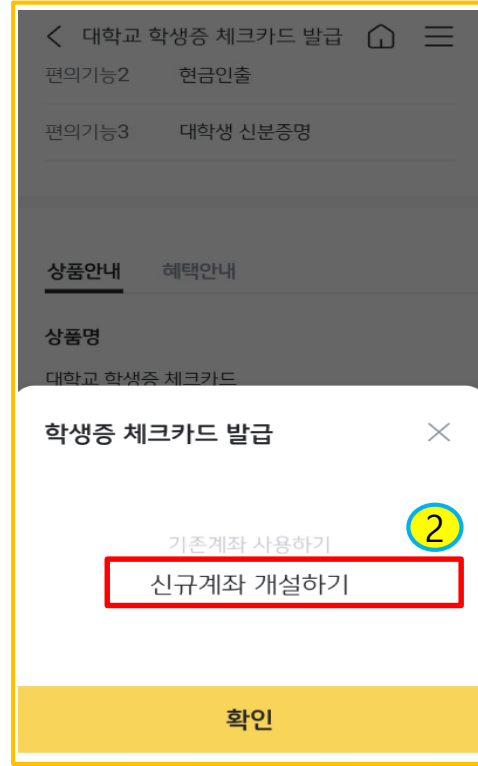 대학교 학생증 체크카드 발급
편의기능2 현금인출
편의기능3 대학생 신분증명
상품안내 혜택안내
상품명
대학교 학생증 체크카드
학생증 체크카드 발급
2
기존계좌 사용하기
신규계좌 개설하기
확인